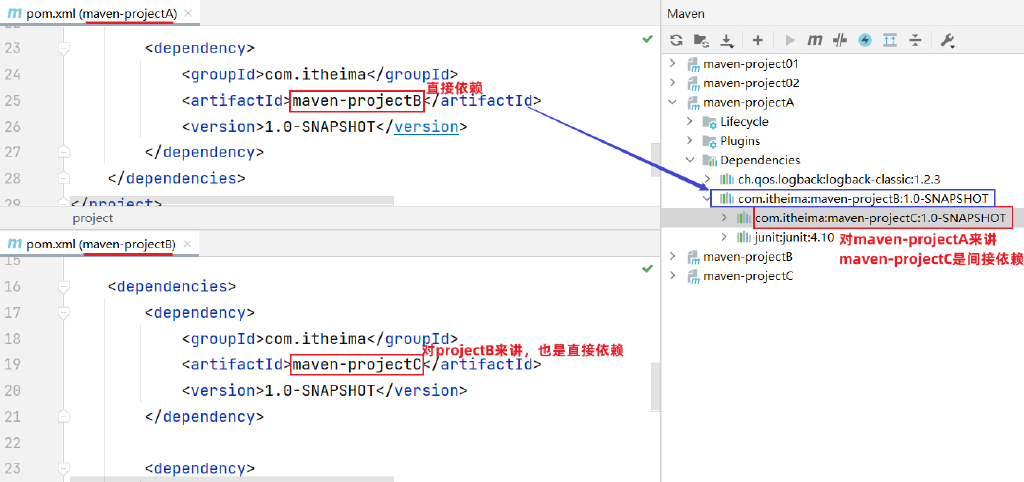 pom.xml (maven-projectA)
23 <dependency>
24 <groupId>com.itheima</groupId>
直接依赖
25 <artifactId>maven-projectB</artifactId>
26 <version>1.0-SNAPSHOT</version>
27 </dependency>
28 </dependencies>
29 </project>
project
pom.xml (maven-projectB)
15
16 <dependencies>
17 <dependency>
18 <groupId>com.itheima</groupId>
对projectB来讲，也是直接依赖
19 <artifactId>maven-projectC</artifactId>
20 <version>1.0-SNAPSHOT</version>
21 </dependency>
22
23 <dependency>
Maven
maven-project01
maven-project02
maven-projectA
Lifecycle
Plugins
Dependencies
ch.qos.logback:logback-classic:1.2.3
com.itheima:maven-projectB:1.0-SNAPSHOT
com.itheima:maven-projectC:1.0-SNAPSHOT
junit:junit:4.10
对maven-projectA来讲
maven-projectC是间接依赖
maven-projectB
maven-projectC